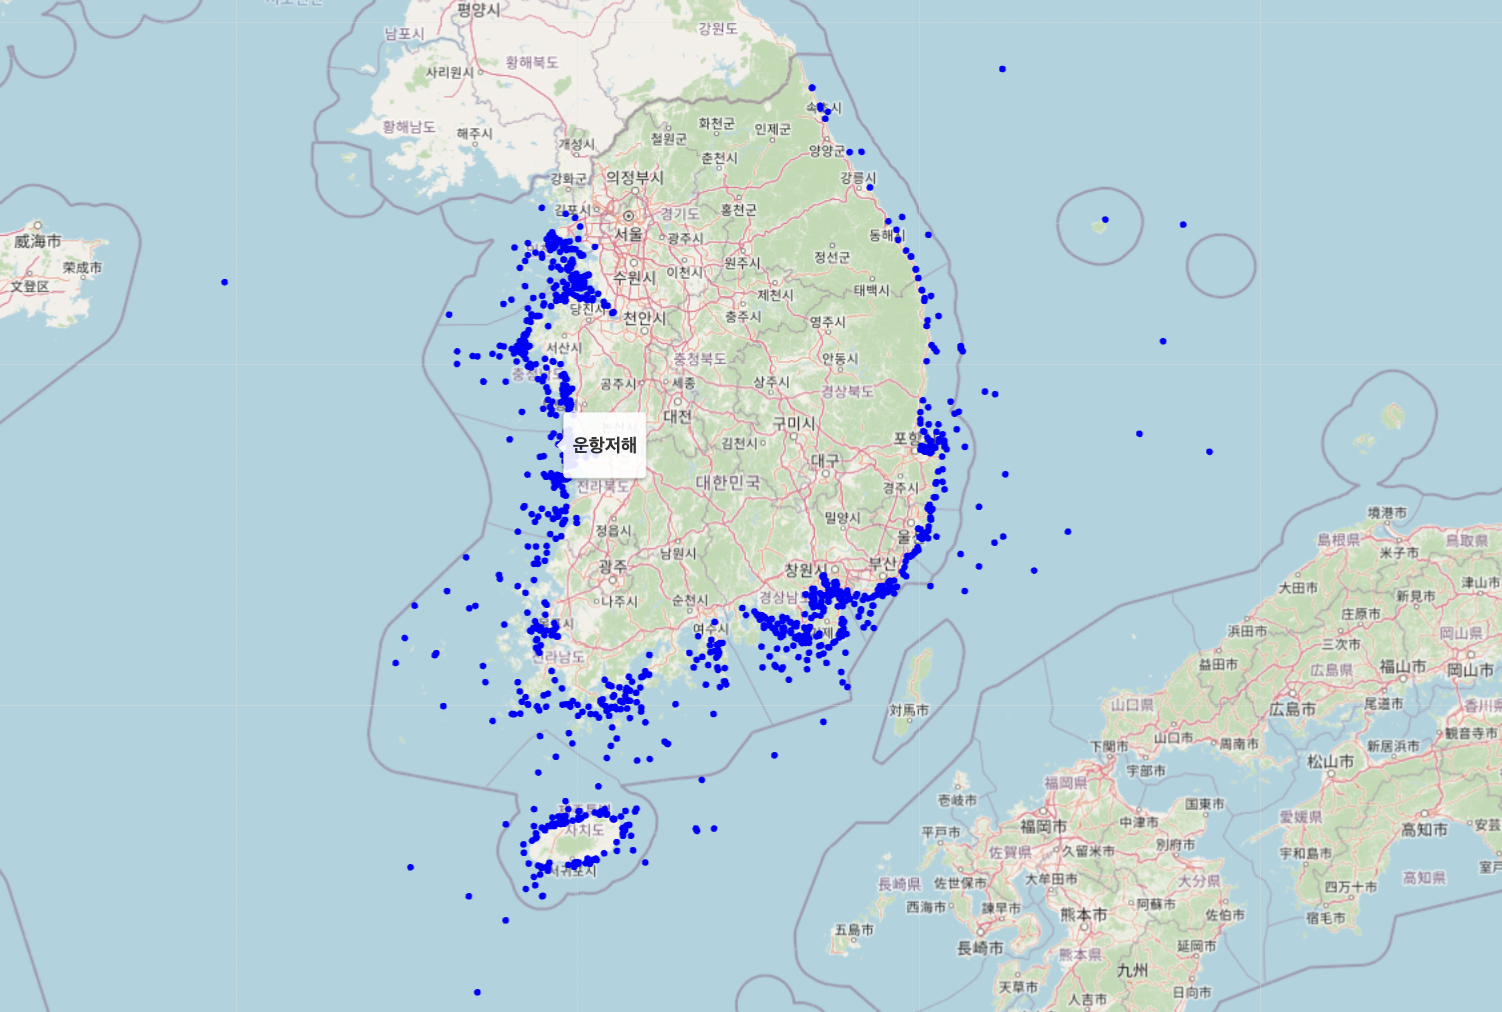 평양시
강원도
남포시
황해북도
사리원시
황해남도
해주시
개성시
철원군
화천군
인제군
춘천시
양양군
강화군
의정부시
강릉시
김포시
경기도
홍천군
威海市
서울
광주시
동해시
荣成市
정선군
원주시
수원시
이천시
文登区
태백시
제천시
당진시
천안시
충주시
영주시
서산시
충청북도
안동시
공주시
세종
상주시
경상북도
대전
구미시
운항저해
김천시
포항
대구
전라북도
대한민국
경주시
境港市
밀양시
정읍시
울산
島根県
鳥取県
남원시
米子市
광주
창원시
부산
大田市
津山市
나주시
순천시
경상남도
新見市
庄原市
여수시
浜田市
三次市
岡山県
전라남도
益田市
広島県
福山市
岡山市
対馬市
山口県
広島市
尾道市
香川県
下関市
山口市
周南市
新居浜市
観音寺市
宇部市
松山市
福岡県
壱岐市
国東市
자치도
平戸市
福岡市
中津市
愛媛県
高知市
安芸
佐賀県
久留米市
別府市
宇和島市
서귀포시
長崎県
佐世保市
大牟田市
大分県
四万十市
高知県
西海市
諫早市
熊本市
阿蘇市
佐伯市
宿毛市
五島市
長崎市
熊本県
延岡市
九州
天草市
人吉市
日向市